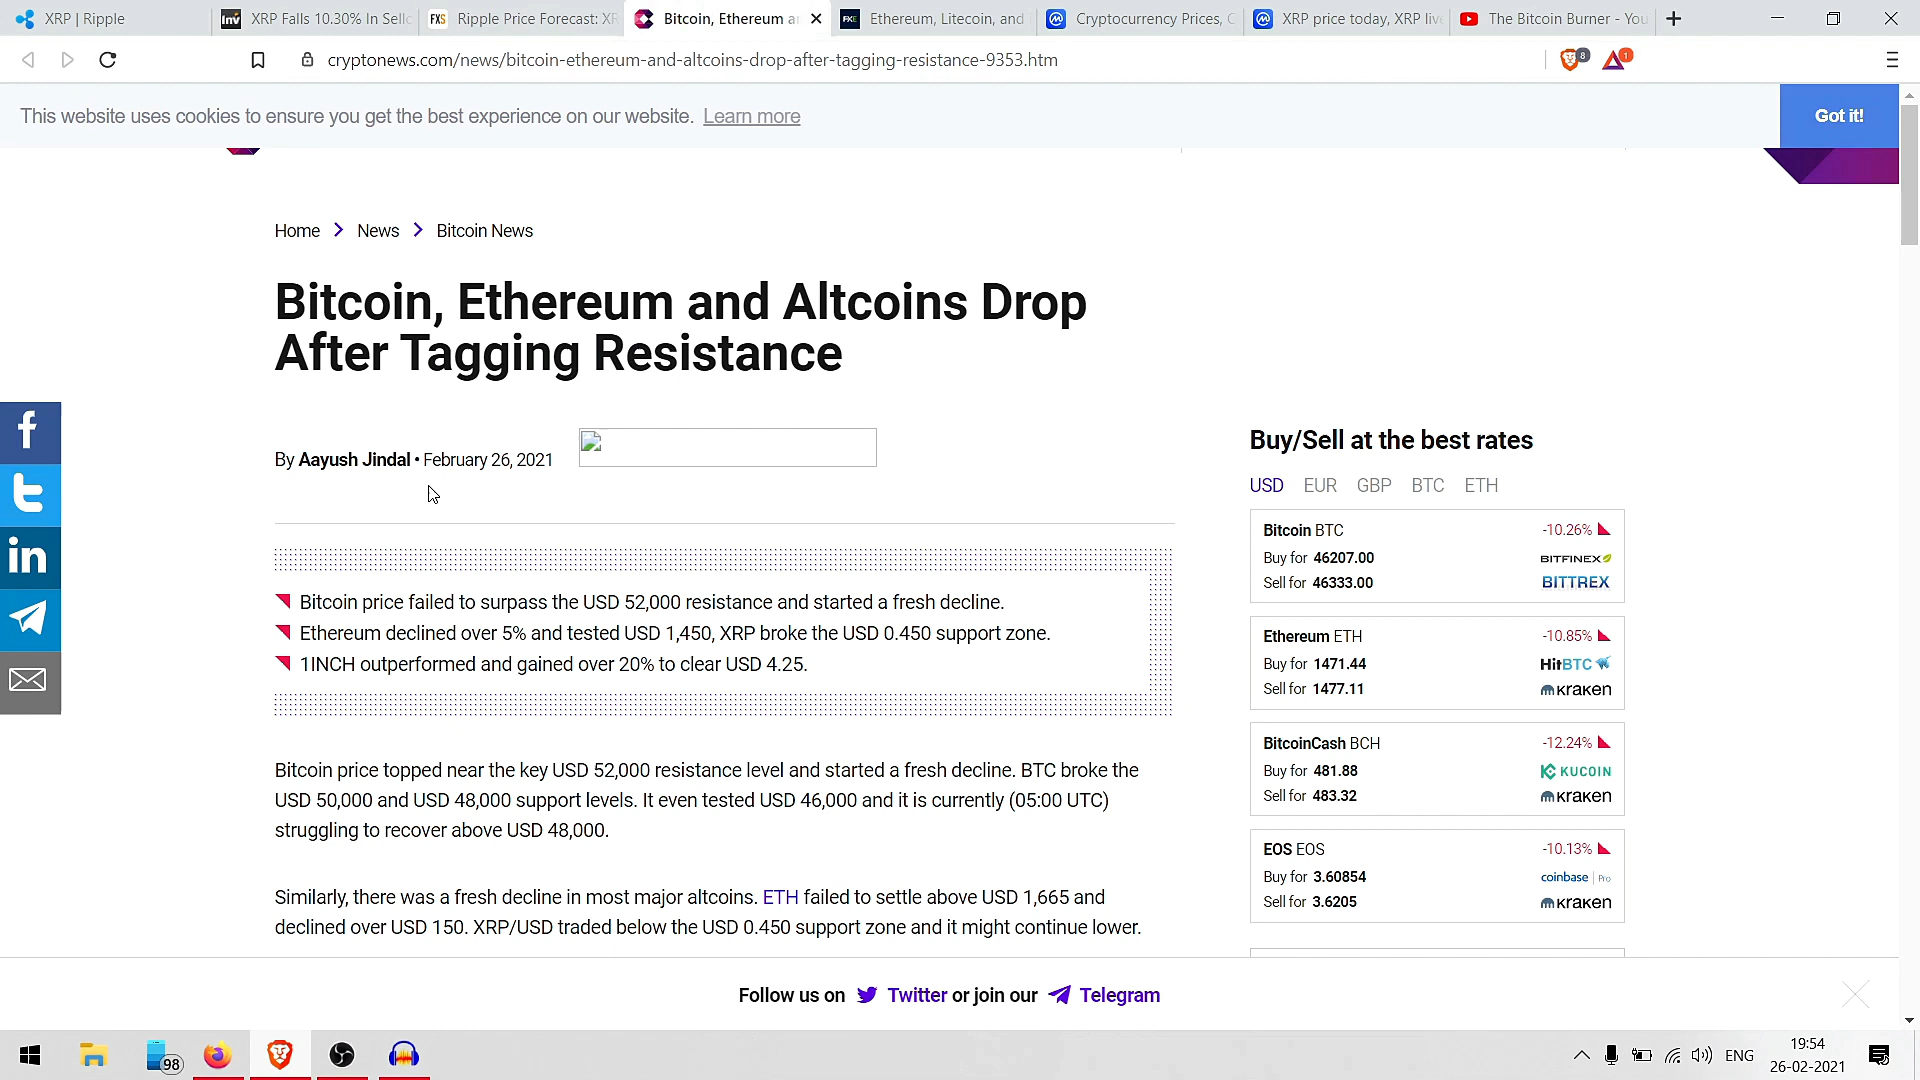 XRP | Ripple
XRP Falls 10.30% In Sello
Ripple Price Forecast: XR
Bitcoin, Ethereum a
Ethereum, Litecoin, and
Cryptocurrency Prices, C
XRP price today, XRP live
The Bitcoin Burner - You
cryptonews.com/news/bitcoin-ethereum-and-altcoins-drop-after-tagging-resistance-9353.htm
8
1
This website uses cookies to ensure you get the best experience on our website. Learn more
Got it!
Home > News > Bitcoin News
Bitcoin, Ethereum and Altcoins Drop
After Tagging Resistance
By Aayush Jindal • February 26, 2021
Bitcoin price failed to surpass the USD 52,000 resistance and started a fresh decline.
Ethereum declined over 5% and tested USD 1,450, XRP broke the USD 0.450 support zone.
1INCH outperformed and gained over 20% to clear USD 4.25.
Bitcoin price topped near the key USD 52,000 resistance level and started a fresh decline. BTC broke the
USD 50,000 and USD 48,000 support levels. It even tested USD 46,000 and it is currently (05:00 UTC)
struggling to recover above USD 48,000.
Similarly, there was a fresh decline in most major altcoins. ETH failed to settle above USD 1,665 and
declined over USD 150. XRP/USD traded below the USD 0.450 support zone and it might continue lower.
Buy/Sell at the best rates
USD EUR GBP BTC ETH
Bitcoin BTC -10.26%
Buy for 46207.00 BITFINEX
Sell for 46333.00 BITTREX
Ethereum ETH -10.85%
Buy for 1471.44 HitBTC
Sell for 1477.11 kraken
BitcoinCash BCH -12.24%
Buy for 481.88 KUCOIN
Sell for 483.32 kraken
EOS EOS -10.13%
Buy for 3.60854 coinbase | Pro
Sell for 3.6205 kraken
Follow us on Twitter or join our Telegram
98
ENG
19:54
26-02-2021